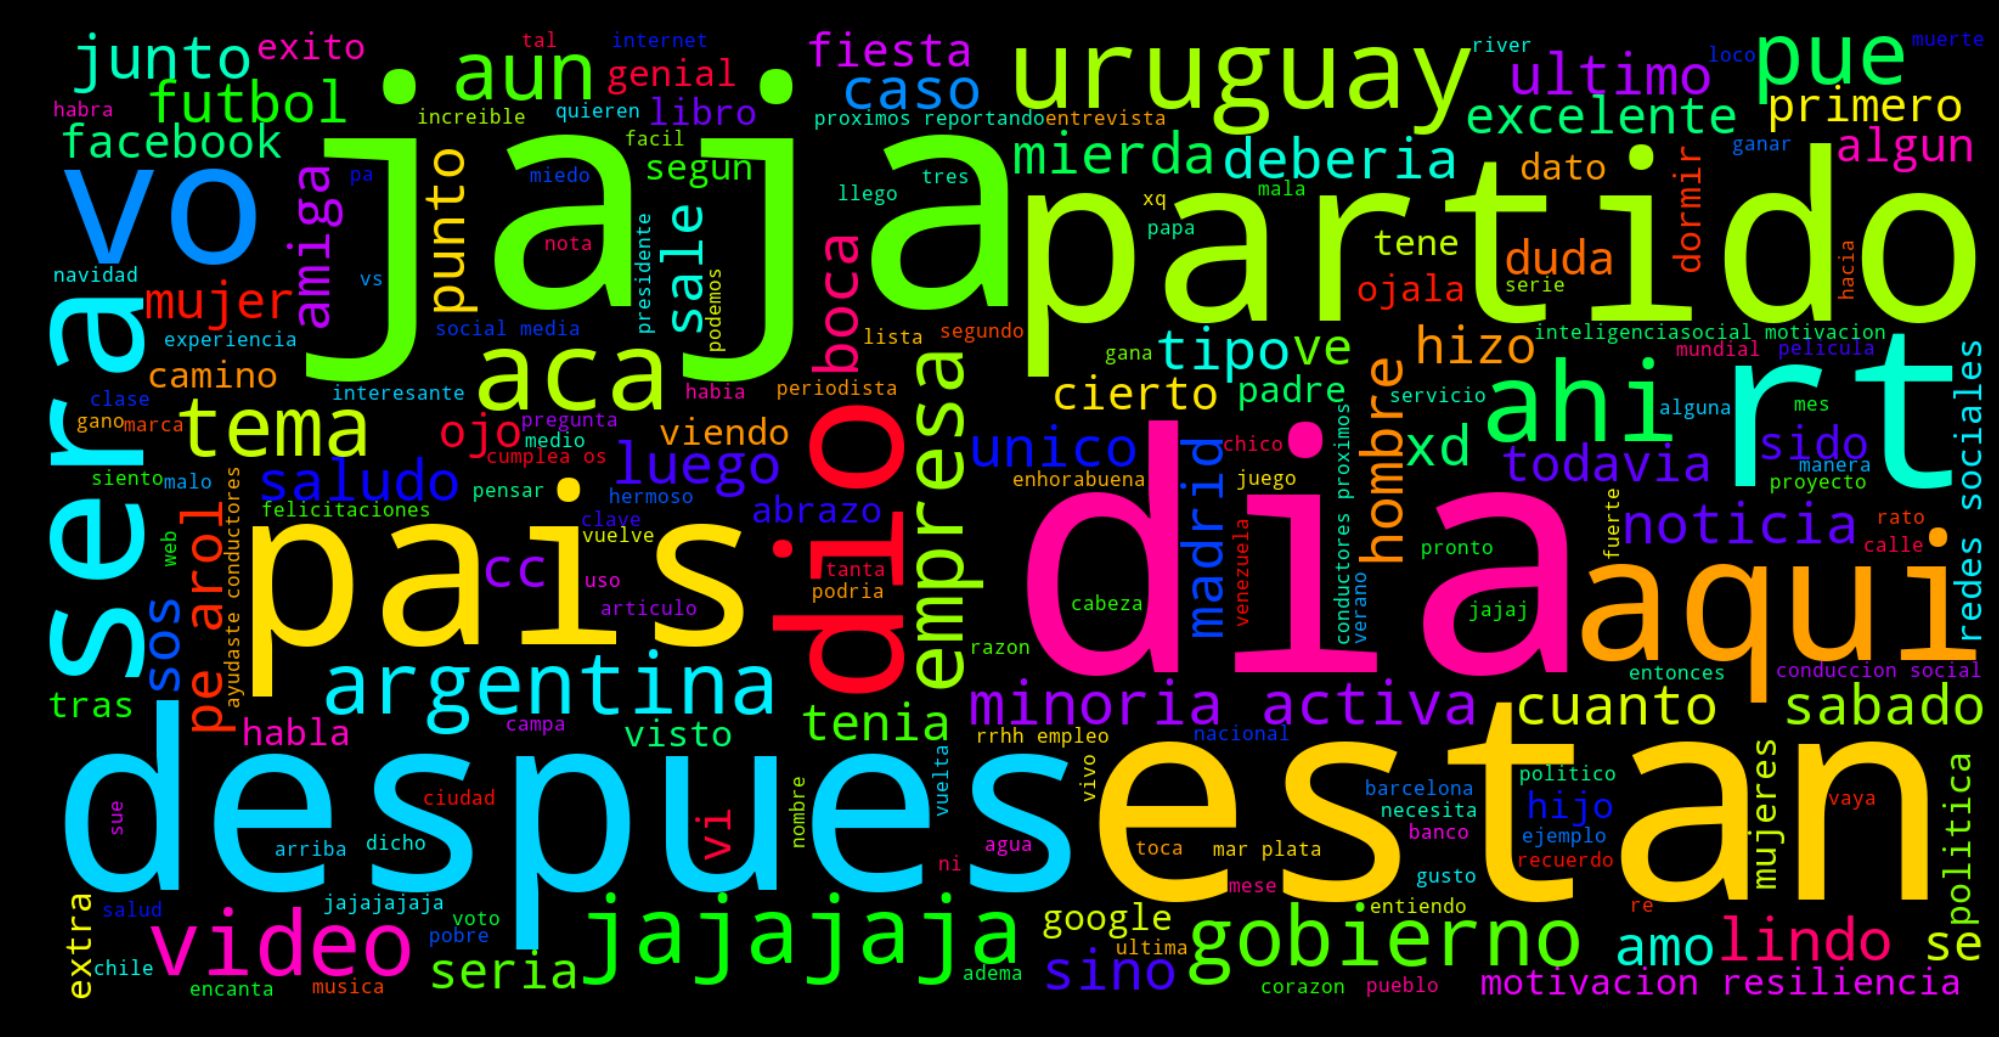 junto
exito
tal
internet
fiesta
uruguay
river
ultimo
loco
pue
muerte
habra
futbol
aun
genial
caso
excelente
primero
increible
quieren
libro
proximos reportando
entrevista
facebook
facil
mierda
deberia
ganar
algun
vo
amiga
pa
punto
miedo
segun
jaja
llego
tres
partido
xq
mala
dato
dormir
papa
nota
presidente
sale
podemos
boca
tene
duda
hacia
navidad
vs
mujer
ojala
serie
sera
experiencia
social media
lista
segundo
hizo
inteligenciasocial motivacion
camino
interesante
aca
habia
periodista
gana
tipo
ve
mundial
pelicula
clase
cierto
padre
servicio
ahi
alguna
mes
rt
gano
marca
tema
ojo
pregunta
medio
viendo
dio
empresa
unico
madrid
chico
conductores proximos
hombre
xd
todavia
sido
redes sociales
cumplea os
luego
siento
malo
saludo
pensar
hermoso
enhorabuena
juego
manera
proyecto
web
pe arol
ayudaste conductores
felicitaciones
clave
vuelve
abrazo
dia
venezuela
verano
fuerte
noticia
rato
calle
pais
cc
uso
tanta
podria
pronto
aqui
sos
articulo
cabeza
jajaj
razon
entonces
conduccion social
tras
argentina
tenia
minoria activa
cuanto
sabado
habla
campa
visto
rrhh empleo
nacional
despues
estan
sue
ciudad
vi
nombre
vuelta
vivo
barcelona
politico
mujeres
politica
necesita
hijo
vaya
arriba
dicho
agua
toca
mar plata
banco
ejemplo
ni
recuerdo
extra
salud
jajajajaja
voto
mese
gusto
entiendo
re
video
pobre
jajajaja
google
gobierno
amo
lindo
se
chile
seria
adema
ultima
sino
encanta
musica
corazon
pueblo
motivacion resiliencia